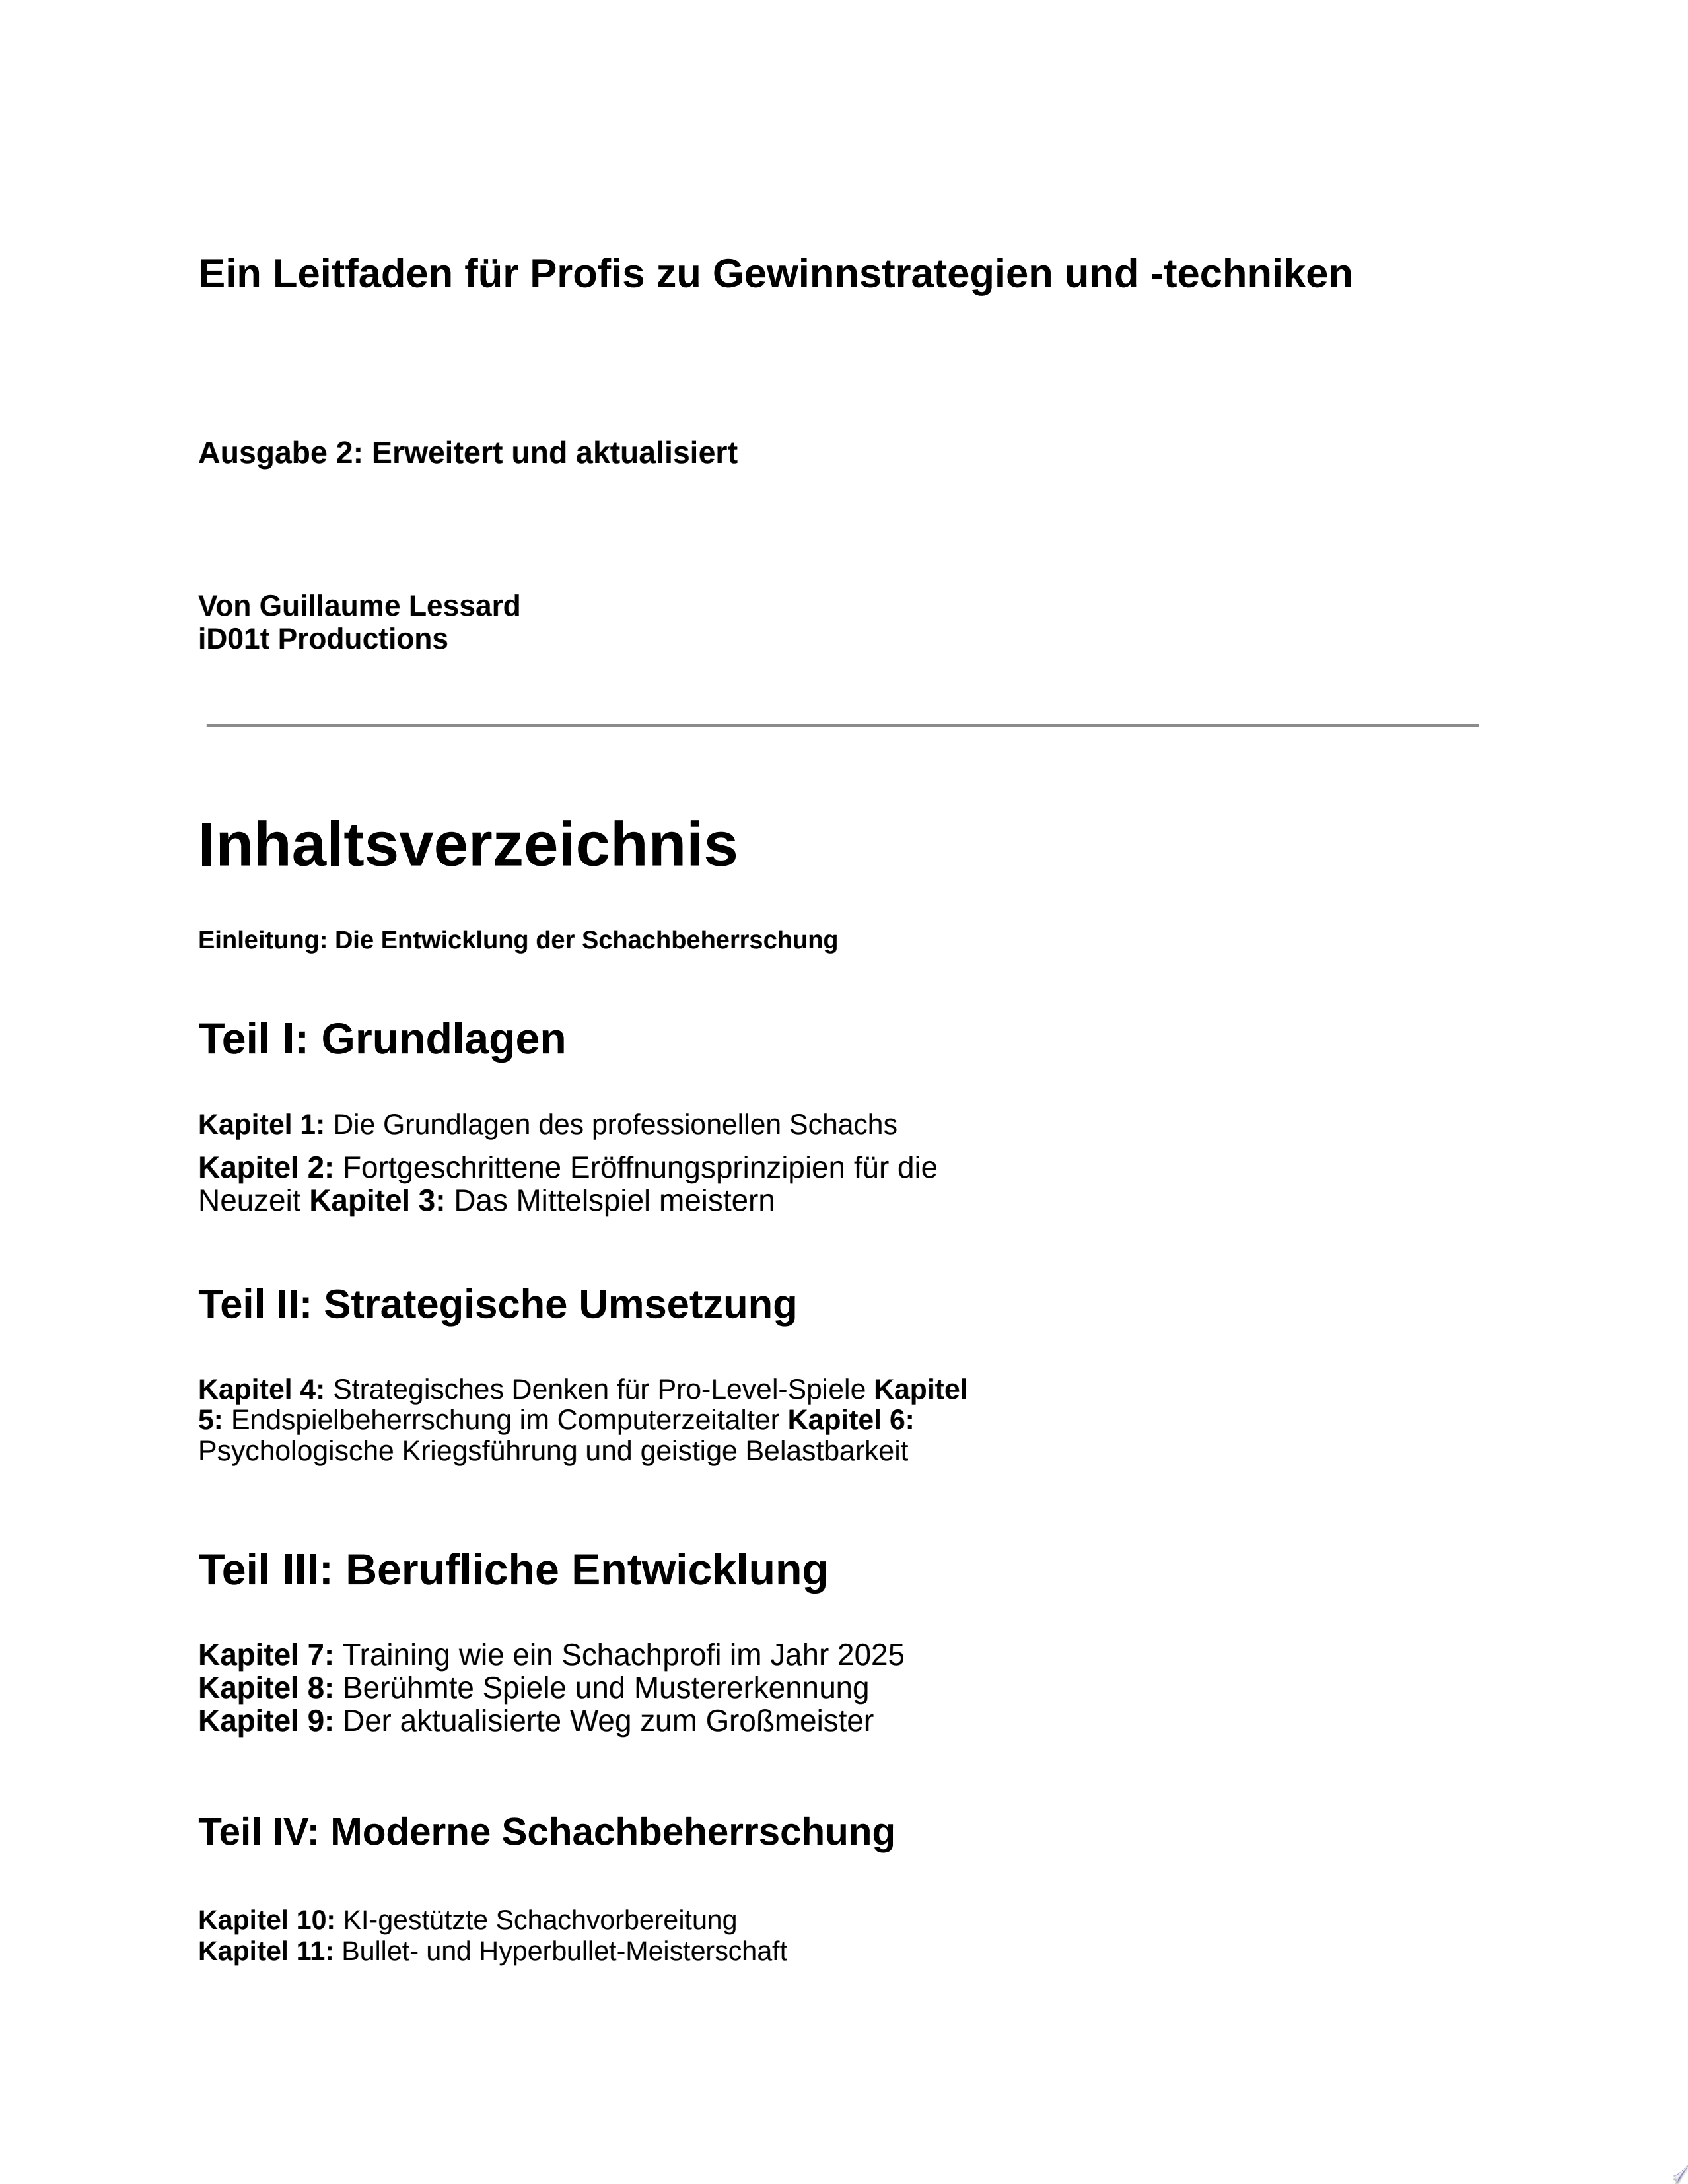 Ein Leitfaden für Profis zu Gewinnstrategien und -techniken
Ausgabe 2: Erweitert und aktualisiert
Von Guillaume Lessard
iD01t Productions
Inhaltsverzeichnis
Einleitung: Die Entwicklung der Schachbeherrschung
Teil I: Grundlagen
Kapitel 1: Die Grundlagen des professionellen Schachs
Kapitel 2: Fortgeschrittene Eröffnungsprinzipien für die
Neuzeit Kapitel 3: Das Mittelspiel meistern
Teil II: Strategische Umsetzung
Kapitel 4: Strategisches Denken für Pro-Level-Spiele Kapitel
5: Endspielbeherrschung im Computerzeitalter Kapitel 6:
Psychologische Kriegsführung und geistige Belastbarkeit
Teil III: Berufliche Entwicklung
Kapitel 7: Training wie ein Schachprofi im Jahr 2025
Kapitel 8: Berühmte Spiele und Mustererkennung
Kapitel 9: Der aktualisierte Weg zum Großmeister
Teil IV: Moderne Schachbeherrschung
Kapitel 10: KI-gestützte Schachvorbereitung
Kapitel 11: Bullet- und Hyperbullet-Meisterschaft